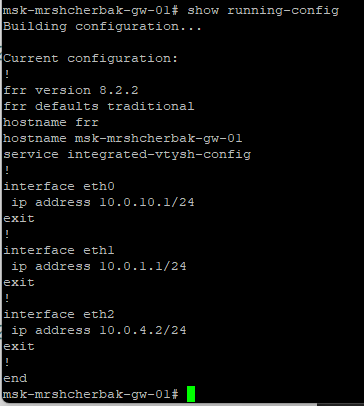 msk-mrshcherbak-gw-01# show running-config
Building configuration...

Current configuration:
!
frr version 8.2.2
frr defaults traditional
hostname frr
hostname msk-mrshcherbak-gw-01
service integrated-vtysh-config
!
interface eth0
 ip address 10.0.10.1/24
exit
!
interface eth1
 ip address 10.0.1.1/24
exit
!
interface eth2
 ip address 10.0.4.2/24
exit
!
end
msk-mrshcherbak-gw-01#